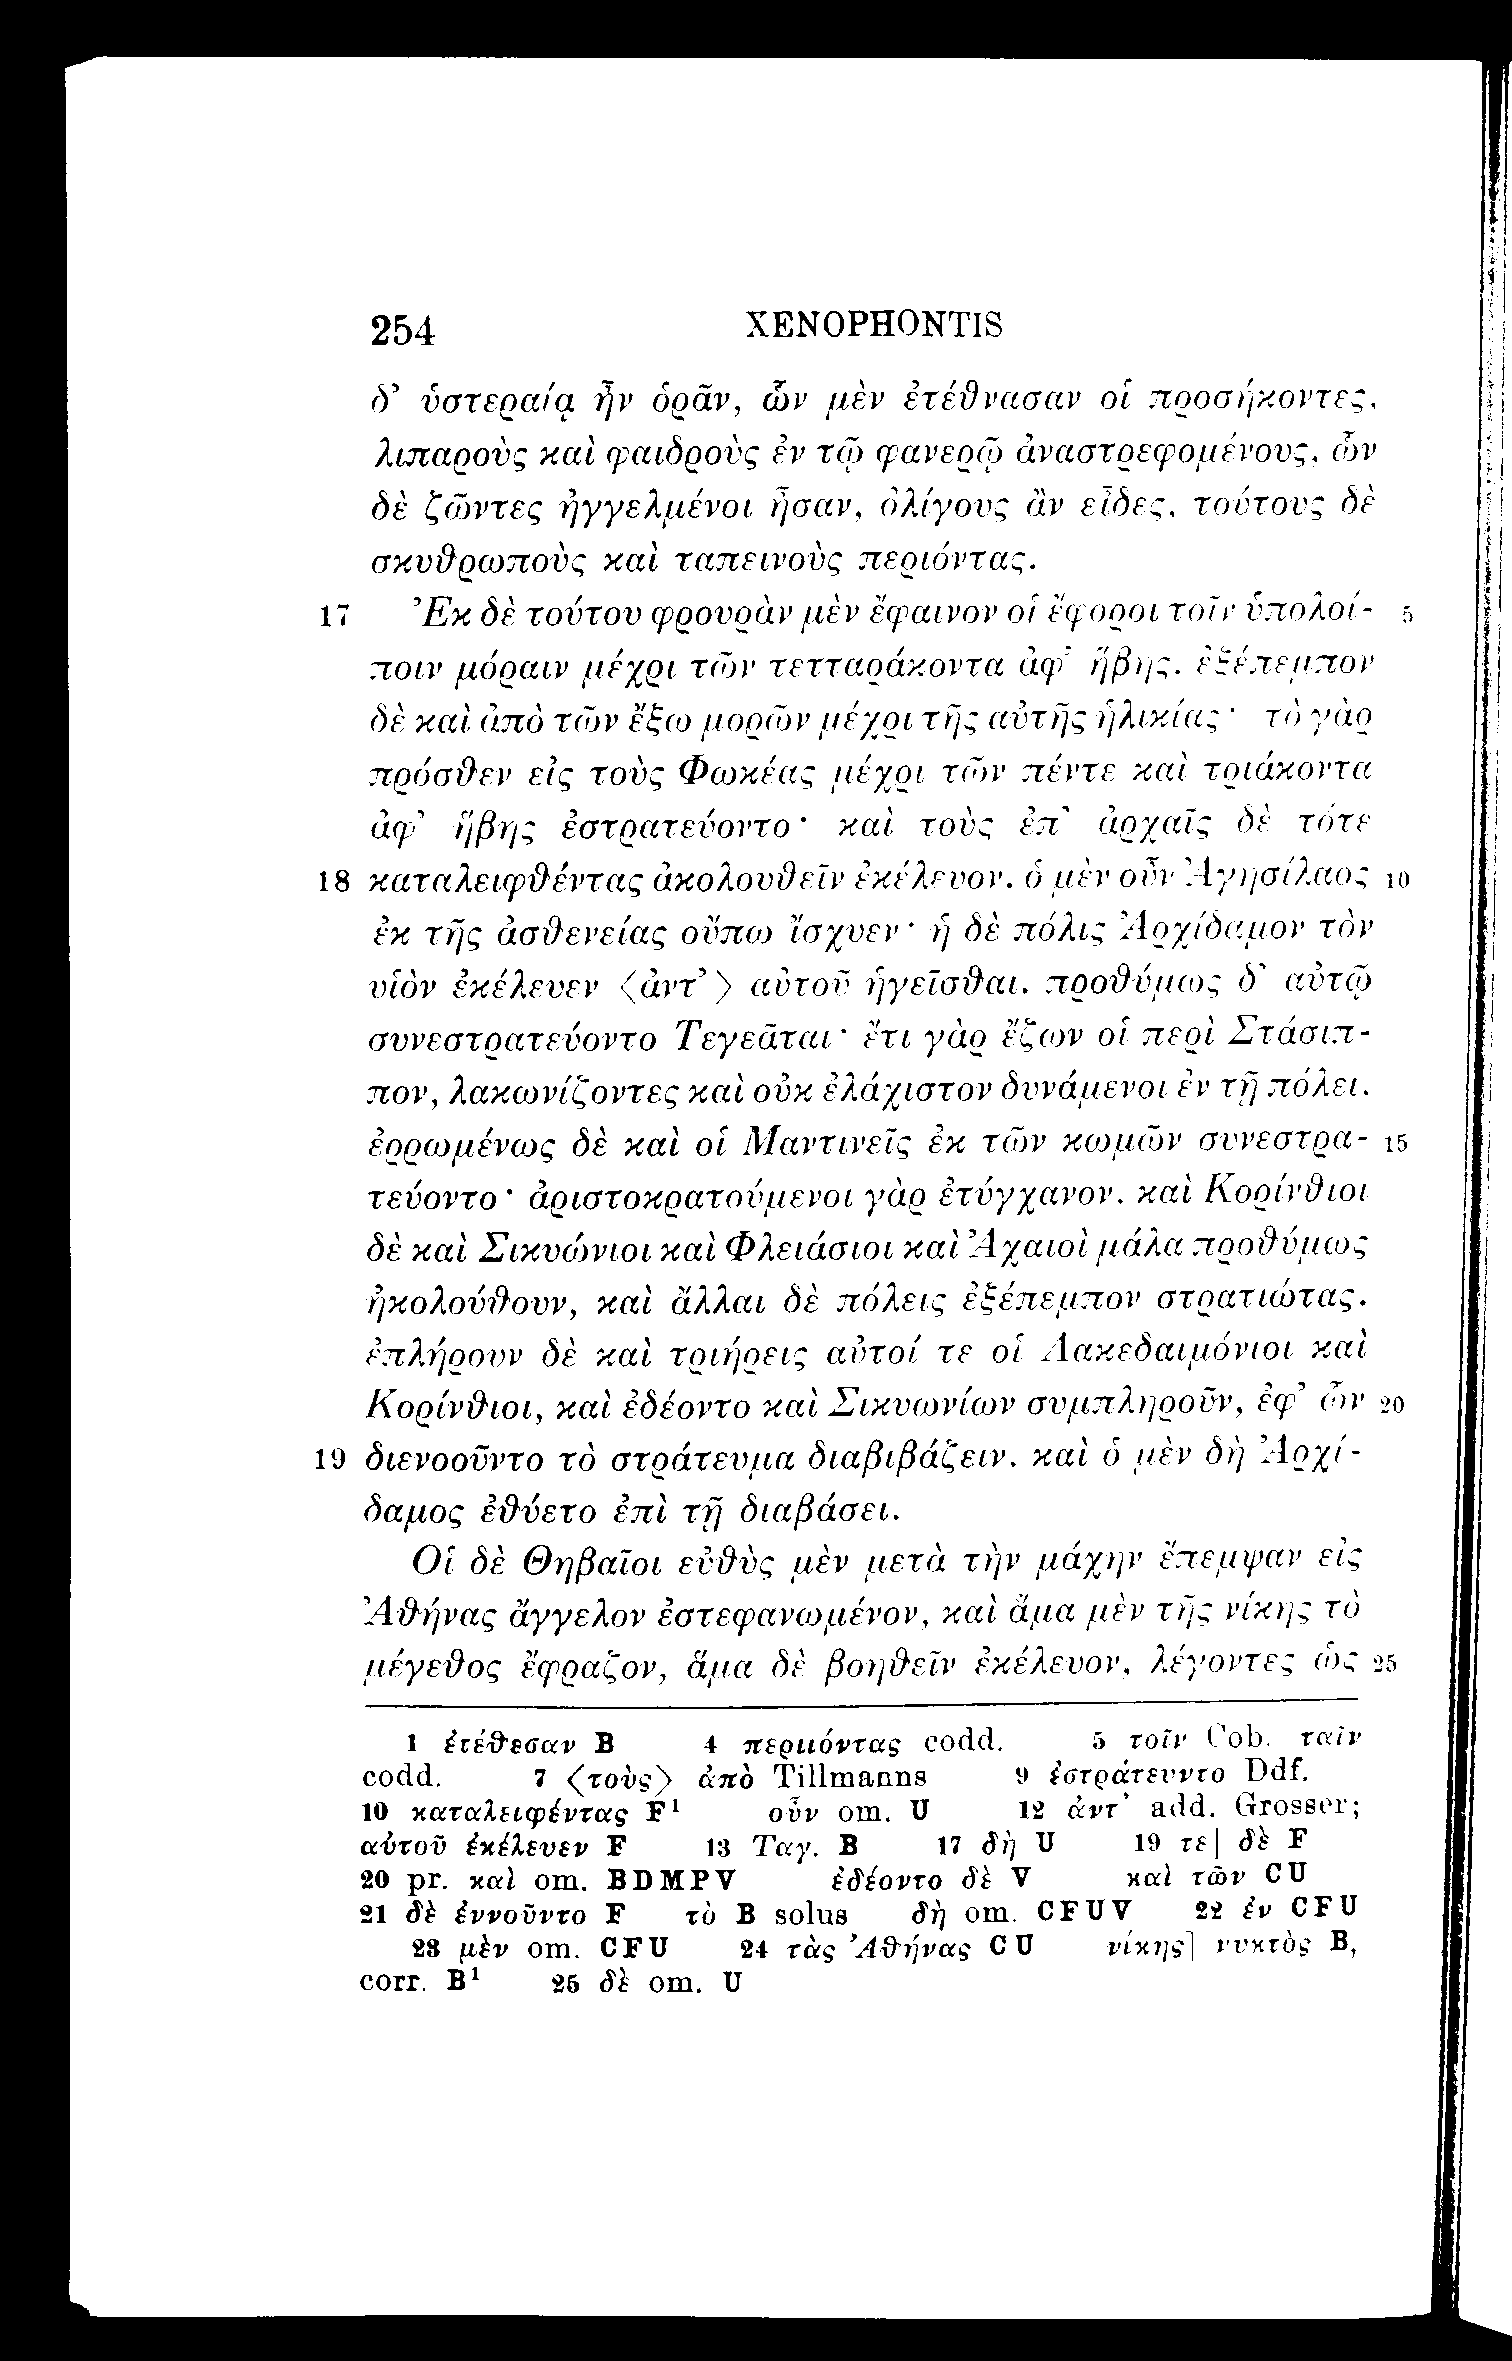 254 XENOPHONTIS
δ' ὑστεραίᾳ ἦν ὁρᾶν, ὧν μὲν ἐτέθνασαν οἱ προσήκοντες,
λιπαροὺς καὶ φαιδροὺς ἐν τῷ φανερῷ ἀναστρεφομένους, ὧν
δὲ ζῶντες ἠγγελμένοι ἦσαν, ὀλίγους ἂν εἶδες, τούτους δὲ
σκυθρωποὺς καὶ ταπεινοὺς περιόντας.
17 Ἐκ δὲ τούτου φρουρὰν μὲν ἔφαινον οἱ ἔφοροι τοῖν ὑπολοί- 5
ποιν μόραιν μέχρι τῶν τετταράκοντα ἀφ' ἥβης. ἐξέπεμπον
δὲ καὶ ἀπὸ τῶν ἔξω μορῶν μέχρι τῆς αὐτῆς ἡλικίας· τὸ γὰρ
πρόσθεν εἰς τοὺς Φωκέας μέχρι τῶν πέντε καὶ τριάκοντα
ἀφ' ἥβης ἐστρατεύοντο· καὶ τοὺς ἐπ' ἀρχαῖς δὲ τότε
18 καταλειφθέντας ἀκολουθεῖν ἐκέλευον. ὁ μὲν οὖν Ἀγησίλαος 10
ἐκ τῆς ἀσθενείας οὔπω ἴσχυεν· ἡ δὲ πόλις Ἀρχίδαμον τὸν
υἱὸν ἐκέλευεν ⟨ἀντ'⟩ αὐτοῦ ἡγεῖσθαι. προθύμως δ' αὐτῷ
συνεστρατεύοντο Τεγεᾶται· ἔτι γὰρ ἔζων οἱ περὶ Στάσιπ-
πον, λακωνίζοντες καὶ οὐκ ἐλάχιστον δυνάμενοι ἐν τῇ πόλει.
ἐρρωμένως δὲ καὶ οἱ Μαντινεῖς ἐκ τῶν κωμῶν συνεστρα- 15
τεύοντο· ἀριστοκρατούμενοι γὰρ ἐτύγχανον. καὶ Κορίνθιοι
δὲ καὶ Σικυώνιοι καὶ Φλειάσιοι καὶ Ἀχαιοὶ μάλα προθύμως
ἠκολούθουν, καὶ ἄλλαι δὲ πόλεις ἐξέπεμπον στρατιώτας.
ἐπλήρουν δὲ καὶ τριήρεις αὐτοί τε οἱ Λακεδαιμόνιοι καὶ
Κορίνθιοι, καὶ ἐδέοντο καὶ Σικυωνίων συμπληροῦν, ἐφ' ὧν 20
19 διενοοῦντο τὸ στράτευμα διαβιβάζειν. καὶ ὁ μὲν δὴ Ἀρχί-
δαμος ἐθύετο ἐπὶ τῇ διαβάσει.
Οἱ δὲ Θηβαῖοι εὐθὺς μὲν μετὰ τὴν μάχην ἔπεμψαν εἰς
Ἀθήνας ἄγγελον ἐστεφανωμένον, καὶ ἅμα μὲν τῆς νίκης τὸ
μέγεθος ἔφραζον, ἅμα δὲ βοηθεῖν ἐκέλευον, λέγοντες ὡς 25
1 ἐτέθεσαν B 4 περιιόντας codd. 5 τοῖν Cob. ταῖν
codd. 7 ⟨τοὺς⟩ ἀπὸ Tillmanns 9 ἐστράτευντο Ddf.
10 καταλειφέντας F¹ οὖν om. U 12 ἀντ' add. Grosser;
αὐτοῦ ἐκέλευεν F 13 Ταγ. B 17 δὴ U 19 τε] δὲ F
20 pr. καὶ om. BDMPV ἐδέοντο δὲ V καὶ τῶν CU
21 δὲ ἐννοῦντο F τὸ B solus δὴ om. CFUV 22 ἐν CFU
23 μὲν om. CFU 24 τὰς Ἀθήνας CU νίκης] νυκτὸς B,
corr. B¹ 25 δὲ om. U